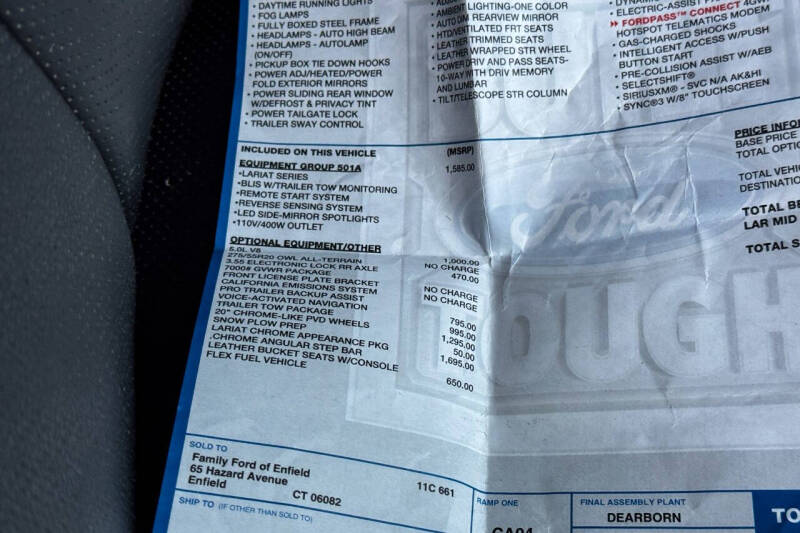 DAYTIME RUNNING LIGHTS
• FOG LAMPS
• FULLY BOXED STEEL FRAME
• HEADLAMPS - AUTO HIGH BEAM
• HEADLAMPS - AUTOLAMP
(ON/OFF)
• PICKUP BOX TIE DOWN HOOKS
• POWER ADJ/HEATED/POWER
FOLD EXTERIOR MIRRORS
• POWER SLIDING REAR WINDOW
W/DEFROST & PRIVACY TINT
• POWER TAILGATE LOCK
• TRAILER SWAY CONTROL
LIGHTING-ONE COLOR
AUTO DIM REARVIEW MIRROR
HTD/VENTILATED FRT SEATS
LEATHER TRIMMED SEATS
LEATHER WRAPPED STR WHEEL
POWER DRIV AND PASS SEATS-
10-WAY WITH DRIV MEMORY
AND LUMBAR
• TILT/TELESCOPE STR COLUMN
• ELECTRIC-ASSIST
FORDPASS™ CONNECT 4GWI
HOTSPOT TELEMATICS MODEM
• GAS-CHARGED SHOCKS
• INTELLIGENT ACCESS W/PUSH
BUTTON START
• PRE-COLLISION ASSIST W/AEB
• SELECTSHIFT®
• SIRIUSXM® - SVC N/A AK&HI
• SYNC®3 W/8" TOUCHSCREEN
INCLUDED ON THIS VEHICLE (MSRP)
EQUIPMENT GROUP 501A 1,585.00
•LARIAT SERIES
•BLIS W/TRAILER TOW MONITORING
•REMOTE START SYSTEM
•REVERSE SENSING SYSTEM
•LED SIDE-MIRROR SPOTLIGHTS
•110V/400W OUTLET
OPTIONAL EQUIPMENT/OTHER
5.0L V8 1,000.00
275/55R20 OWL ALL-TERRAIN NO CHARGE
3.55 ELECTRONIC LOCK RR AXLE 470.00
7000# GVWR PACKAGE
FRONT LICENSE PLATE BRACKET NO CHARGE
CALIFORNIA EMISSIONS SYSTEM NO CHARGE
PRO TRAILER BACKUP ASSIST
VOICE-ACTIVATED NAVIGATION 795.00
TRAILER TOW PACKAGE 995.00
20" CHROME-LIKE PVD WHEELS 1,295.00
SNOW PLOW PREP 50.00
LARIAT CHROME APPEARANCE PKG 1,695.00
.CHROME ANGULAR STEP BAR
LEATHER BUCKET SEATS W/CONSOLE
FLEX FUEL VEHICLE 650.00
PRICE INFOR
BASE PRICE
TOTAL OPTIO
TOTAL VEHI
DESTINATIO
TOTAL BE
LAR MID
TOTAL S
Ford
TOUGH
SOLD TO
Family Ford of Enfield
65 Hazard Avenue 11C 661
Enfield CT 06082
SHIP TO (IF OTHER THAN SOLD TO)
RAMP ONE
CA04
FINAL ASSEMBLY PLANT
DEARBORN
TO